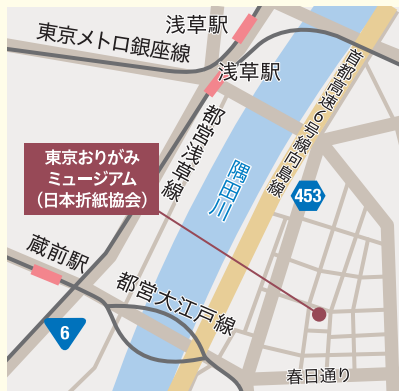 浅草駅
東京メトロ銀座線
浅草駅
首都高速6号線向島線
都営浅草線
東京おりがみ
ミュージアム
（日本折紙協会）
隅田川
453
蔵前駅
都営大江戸線
6
春日通り